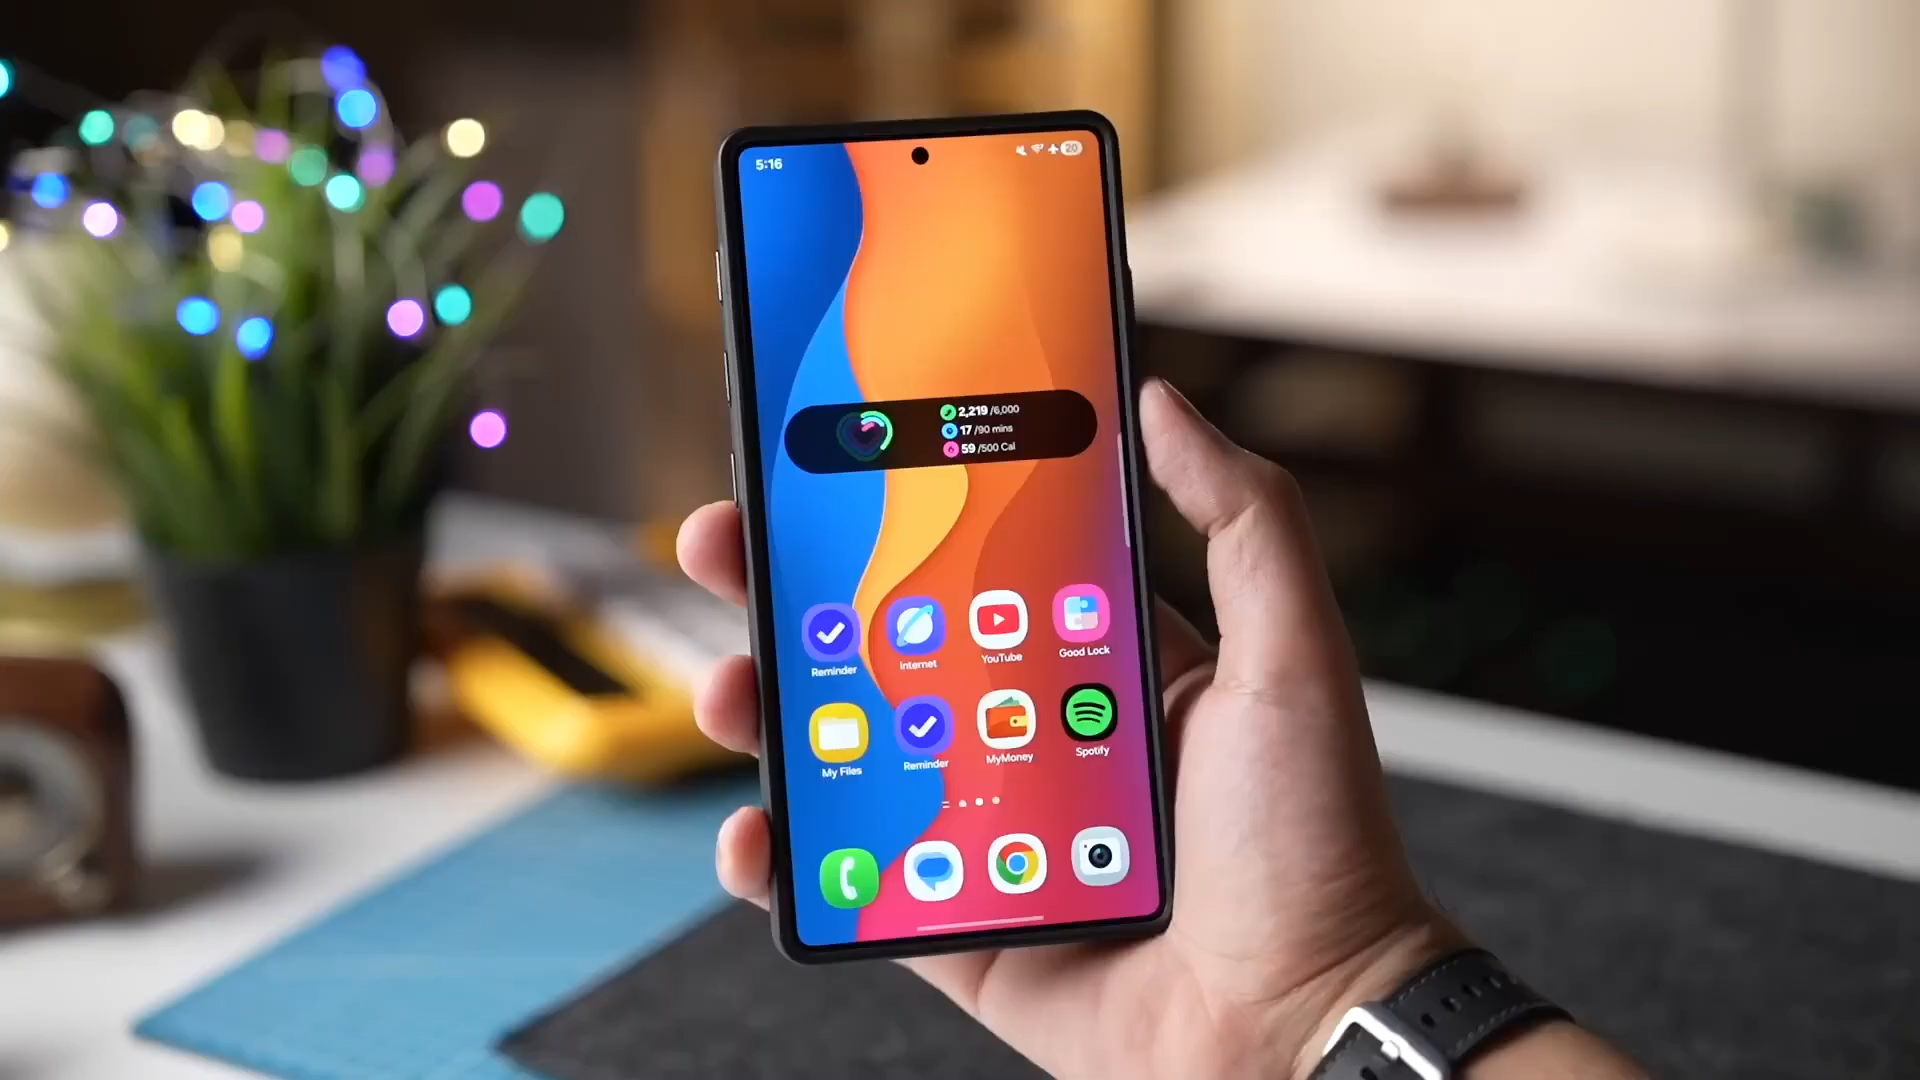 5:16
20
2,219 /6,000
17 /90 mins
59 /500 Cal
Reminder
Internet
YouTube
Good Lock
My Files
Reminder
MyMoney
Spotify